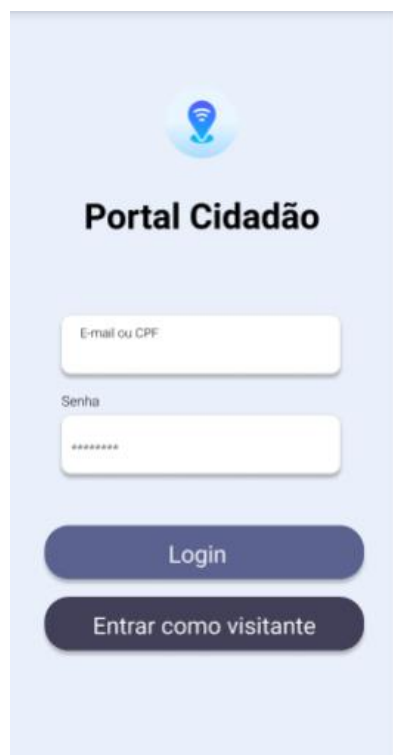 Portal Cidadão
E-mail ou CPF
Senha
********
Login
Entrar como visitante